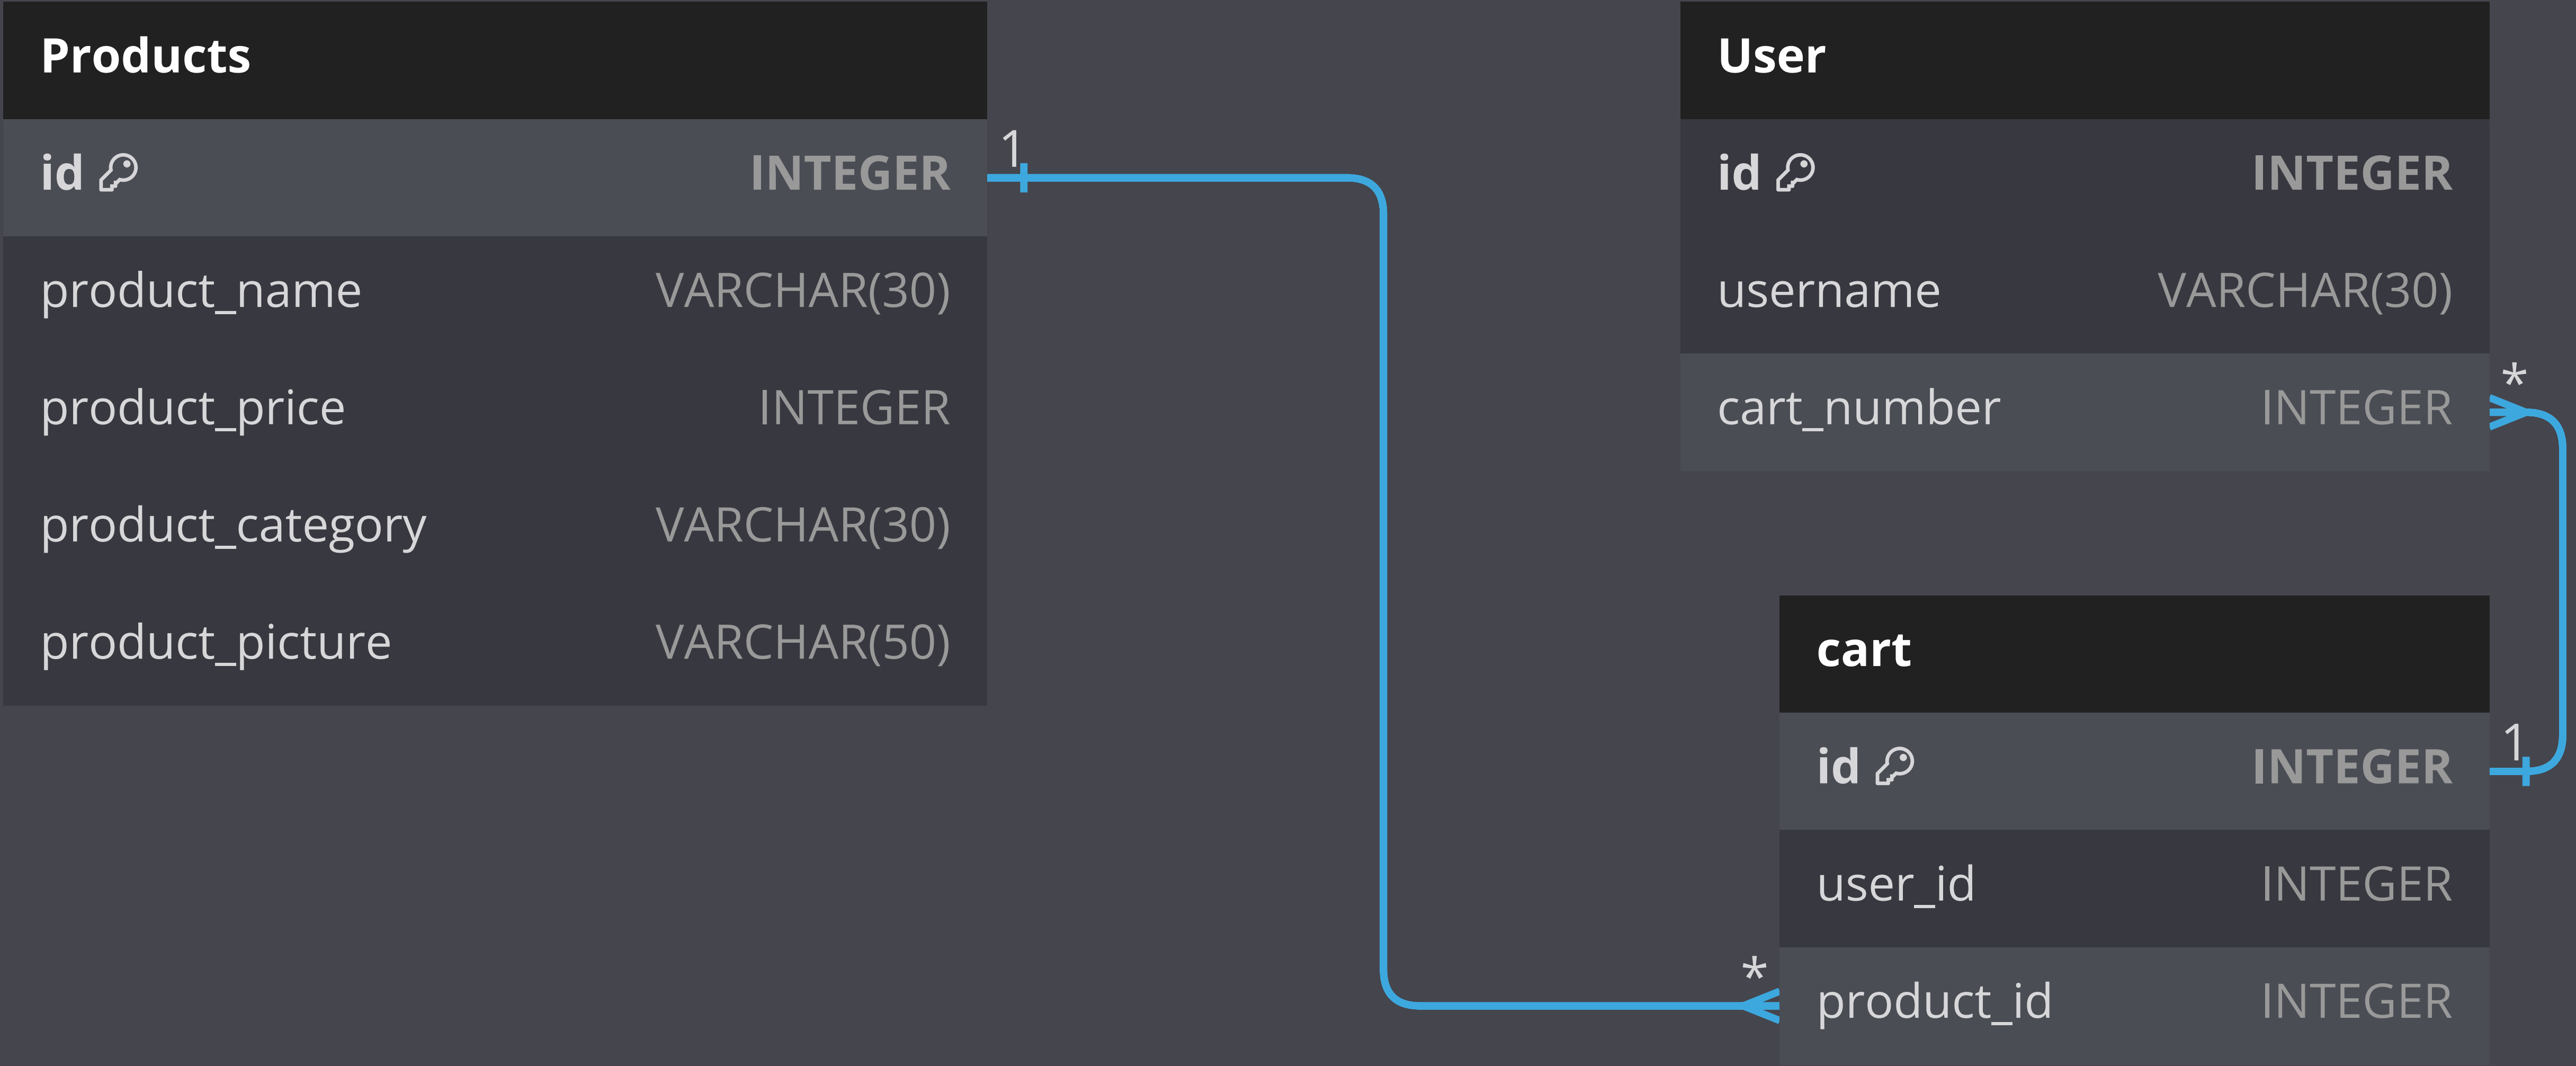 Products
id INTEGER
product_name VARCHAR(30)
product_price INTEGER
product_category VARCHAR(30)
product_picture VARCHAR(50)
1
User
id INTEGER
username VARCHAR(30)
cart_number INTEGER
*
cart
id INTEGER
1
user_id INTEGER
*
product_id INTEGER